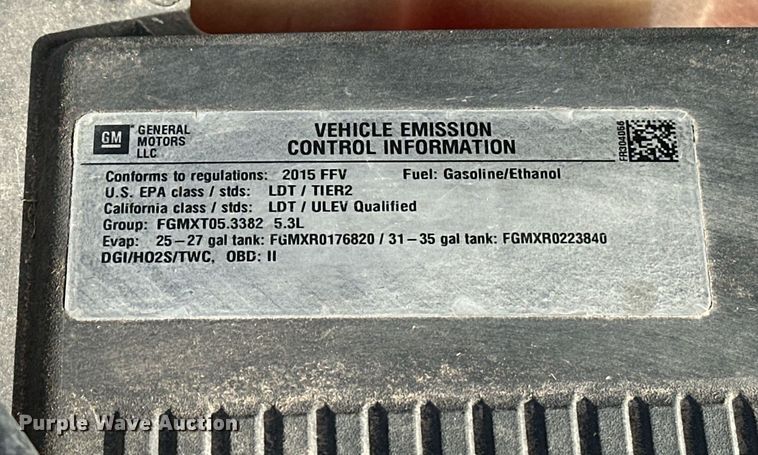 GM GENERAL MOTORS LLC
VEHICLE EMISSION
CONTROL INFORMATION
FR304056
Conforms to regulations: 2015 FFV Fuel: Gasoline/Ethanol
U.S. EPA class / stds: LDT / TIER2
California class / stds: LDT / ULEV Qualified
Group: FGMXT05.3382 5.3L
Evap: 25-27 gal tank: FGMXR0176820 / 31-35 gal tank: FGMXR0223840
DGI/HO2S/TWC, OBD: II
Purple Wave Auction